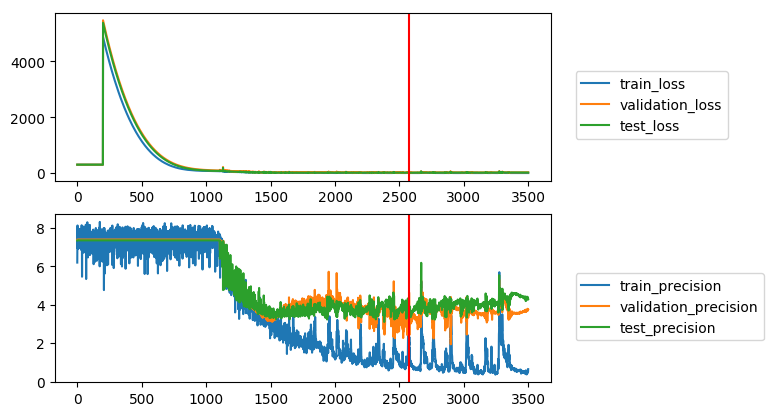 4000
2000
0
0 500 1000 1500 2000 2500 3000 3500
train_loss
validation_loss
test_loss
8
6
4
2
0
0 500 1000 1500 2000 2500 3000 3500
train_precision
validation_precision
test_precision